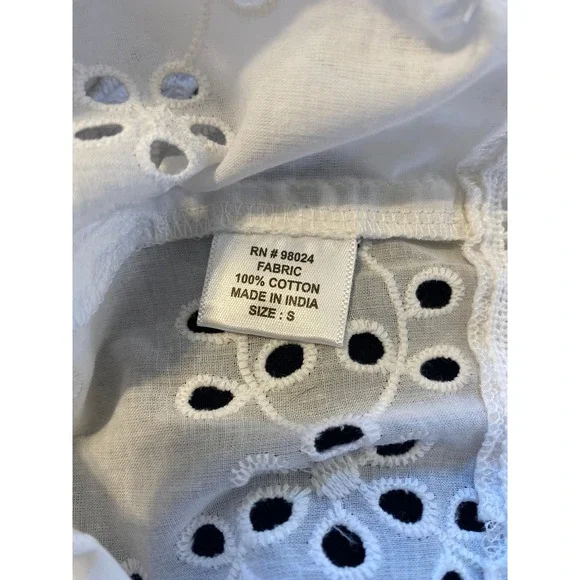 RN # 98024
FABRIC
100% COTTON
MADE IN INDIA
SIZE : S